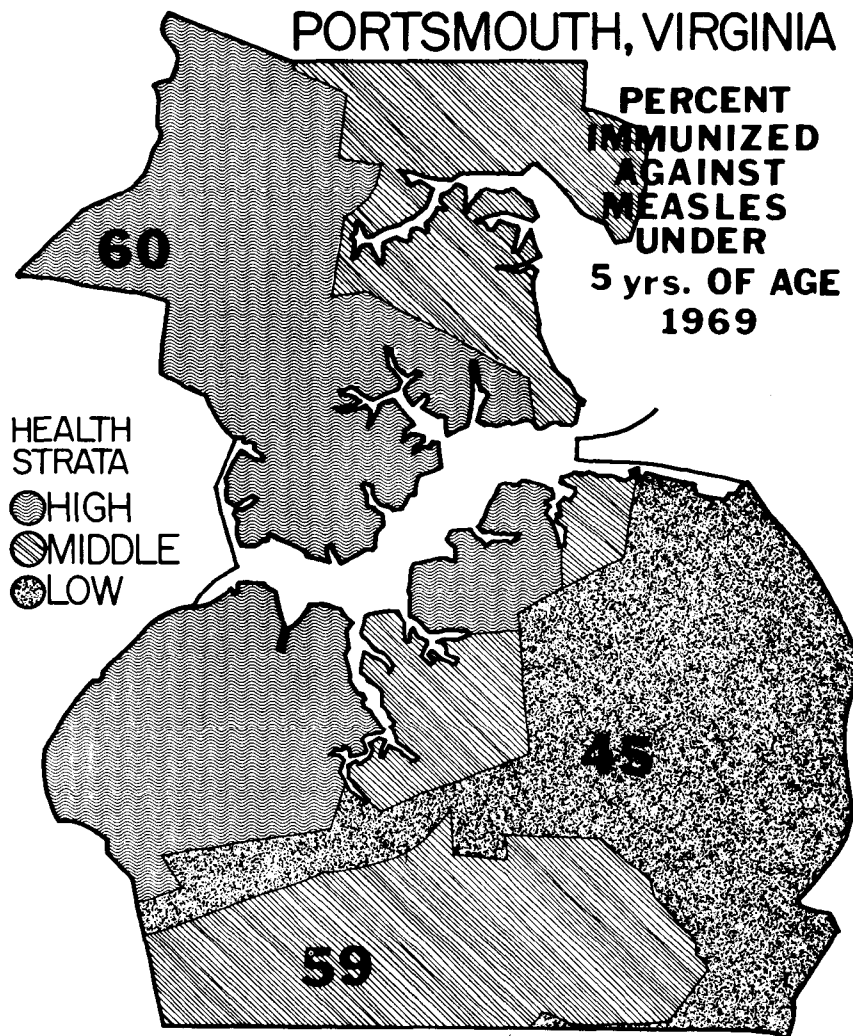 PORTSMOUTH, VIRGINIA
PERCENT
IMMUNIZED
AGAINST
MEASLES
UNDER
5 yrs. OF AGE
1969
60
HEALTH
STRATA
HIGH
MIDDLE
LOW
45
59